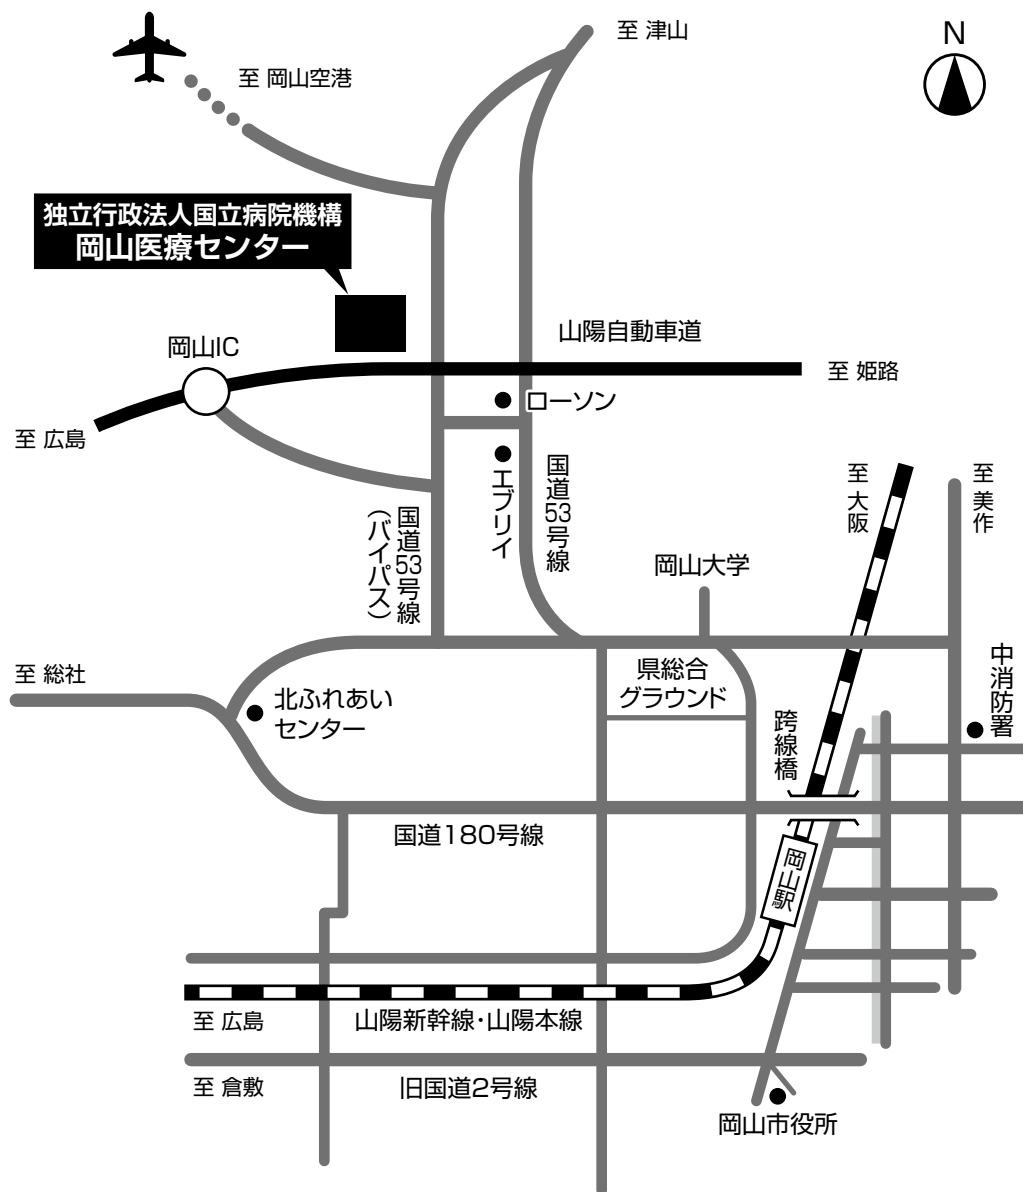 至 津山
N
至 岡山空港
独立行政法人国立病院機構
岡山医療センター
山陽自動車道
岡山IC
至 姫路
ローソン
至 広島
国道53号線
エブリイ
至 大阪
至 美作
国道53号線
(バイパス)
岡山大学
至 総社
県総合
グラウンド
中消防署
北ふれあい
センター
跨線橋
国道180号線
岡山駅
至 広島
山陽新幹線・山陽本線
至 倉敷
旧国道2号線
岡山市役所